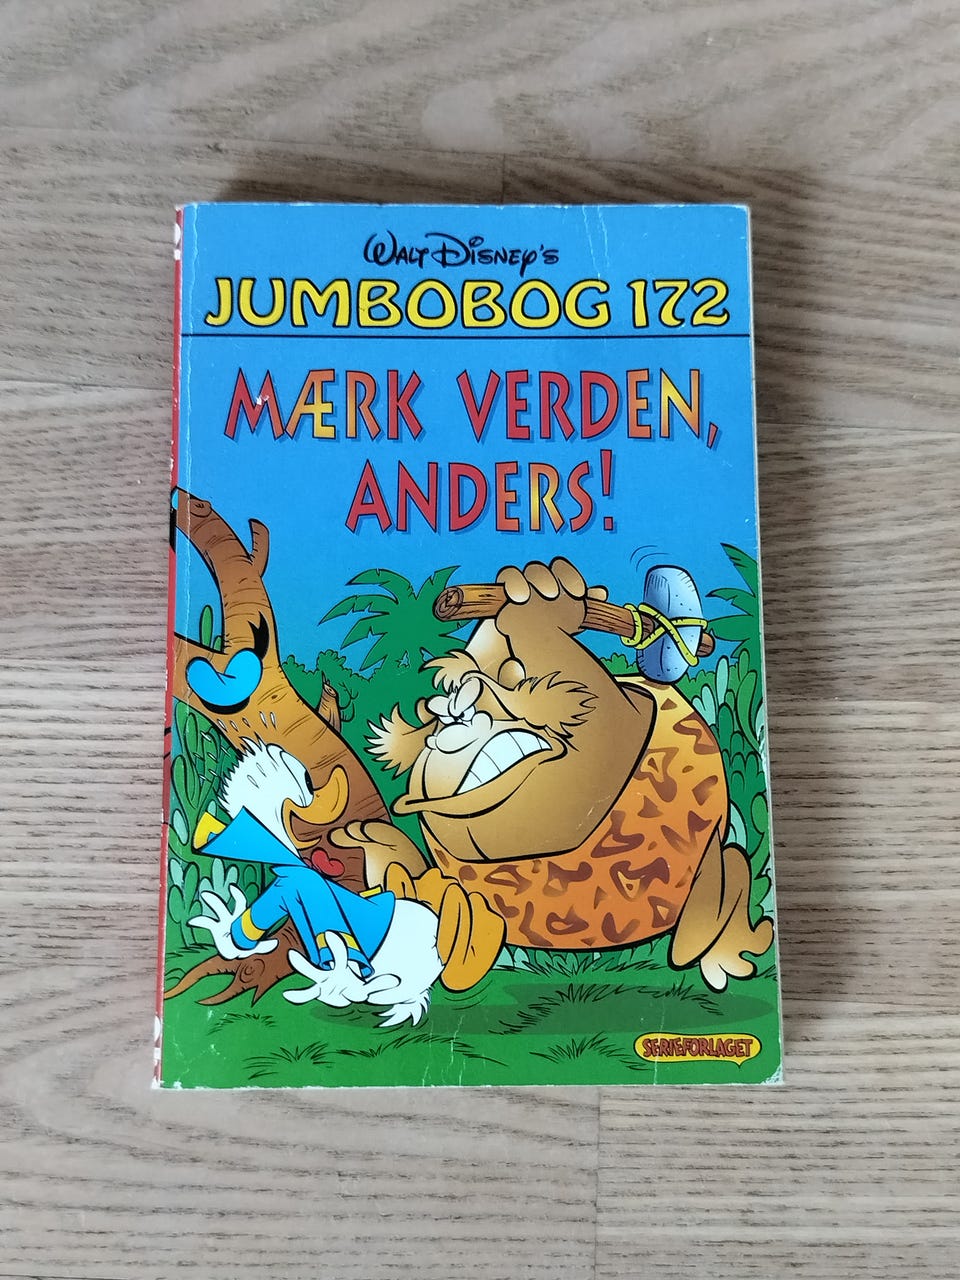 WALT DISNEY'S
JUMBOBOG 172
MÆRK VERDEN,
ANDERS!
SERIEFORLAGET